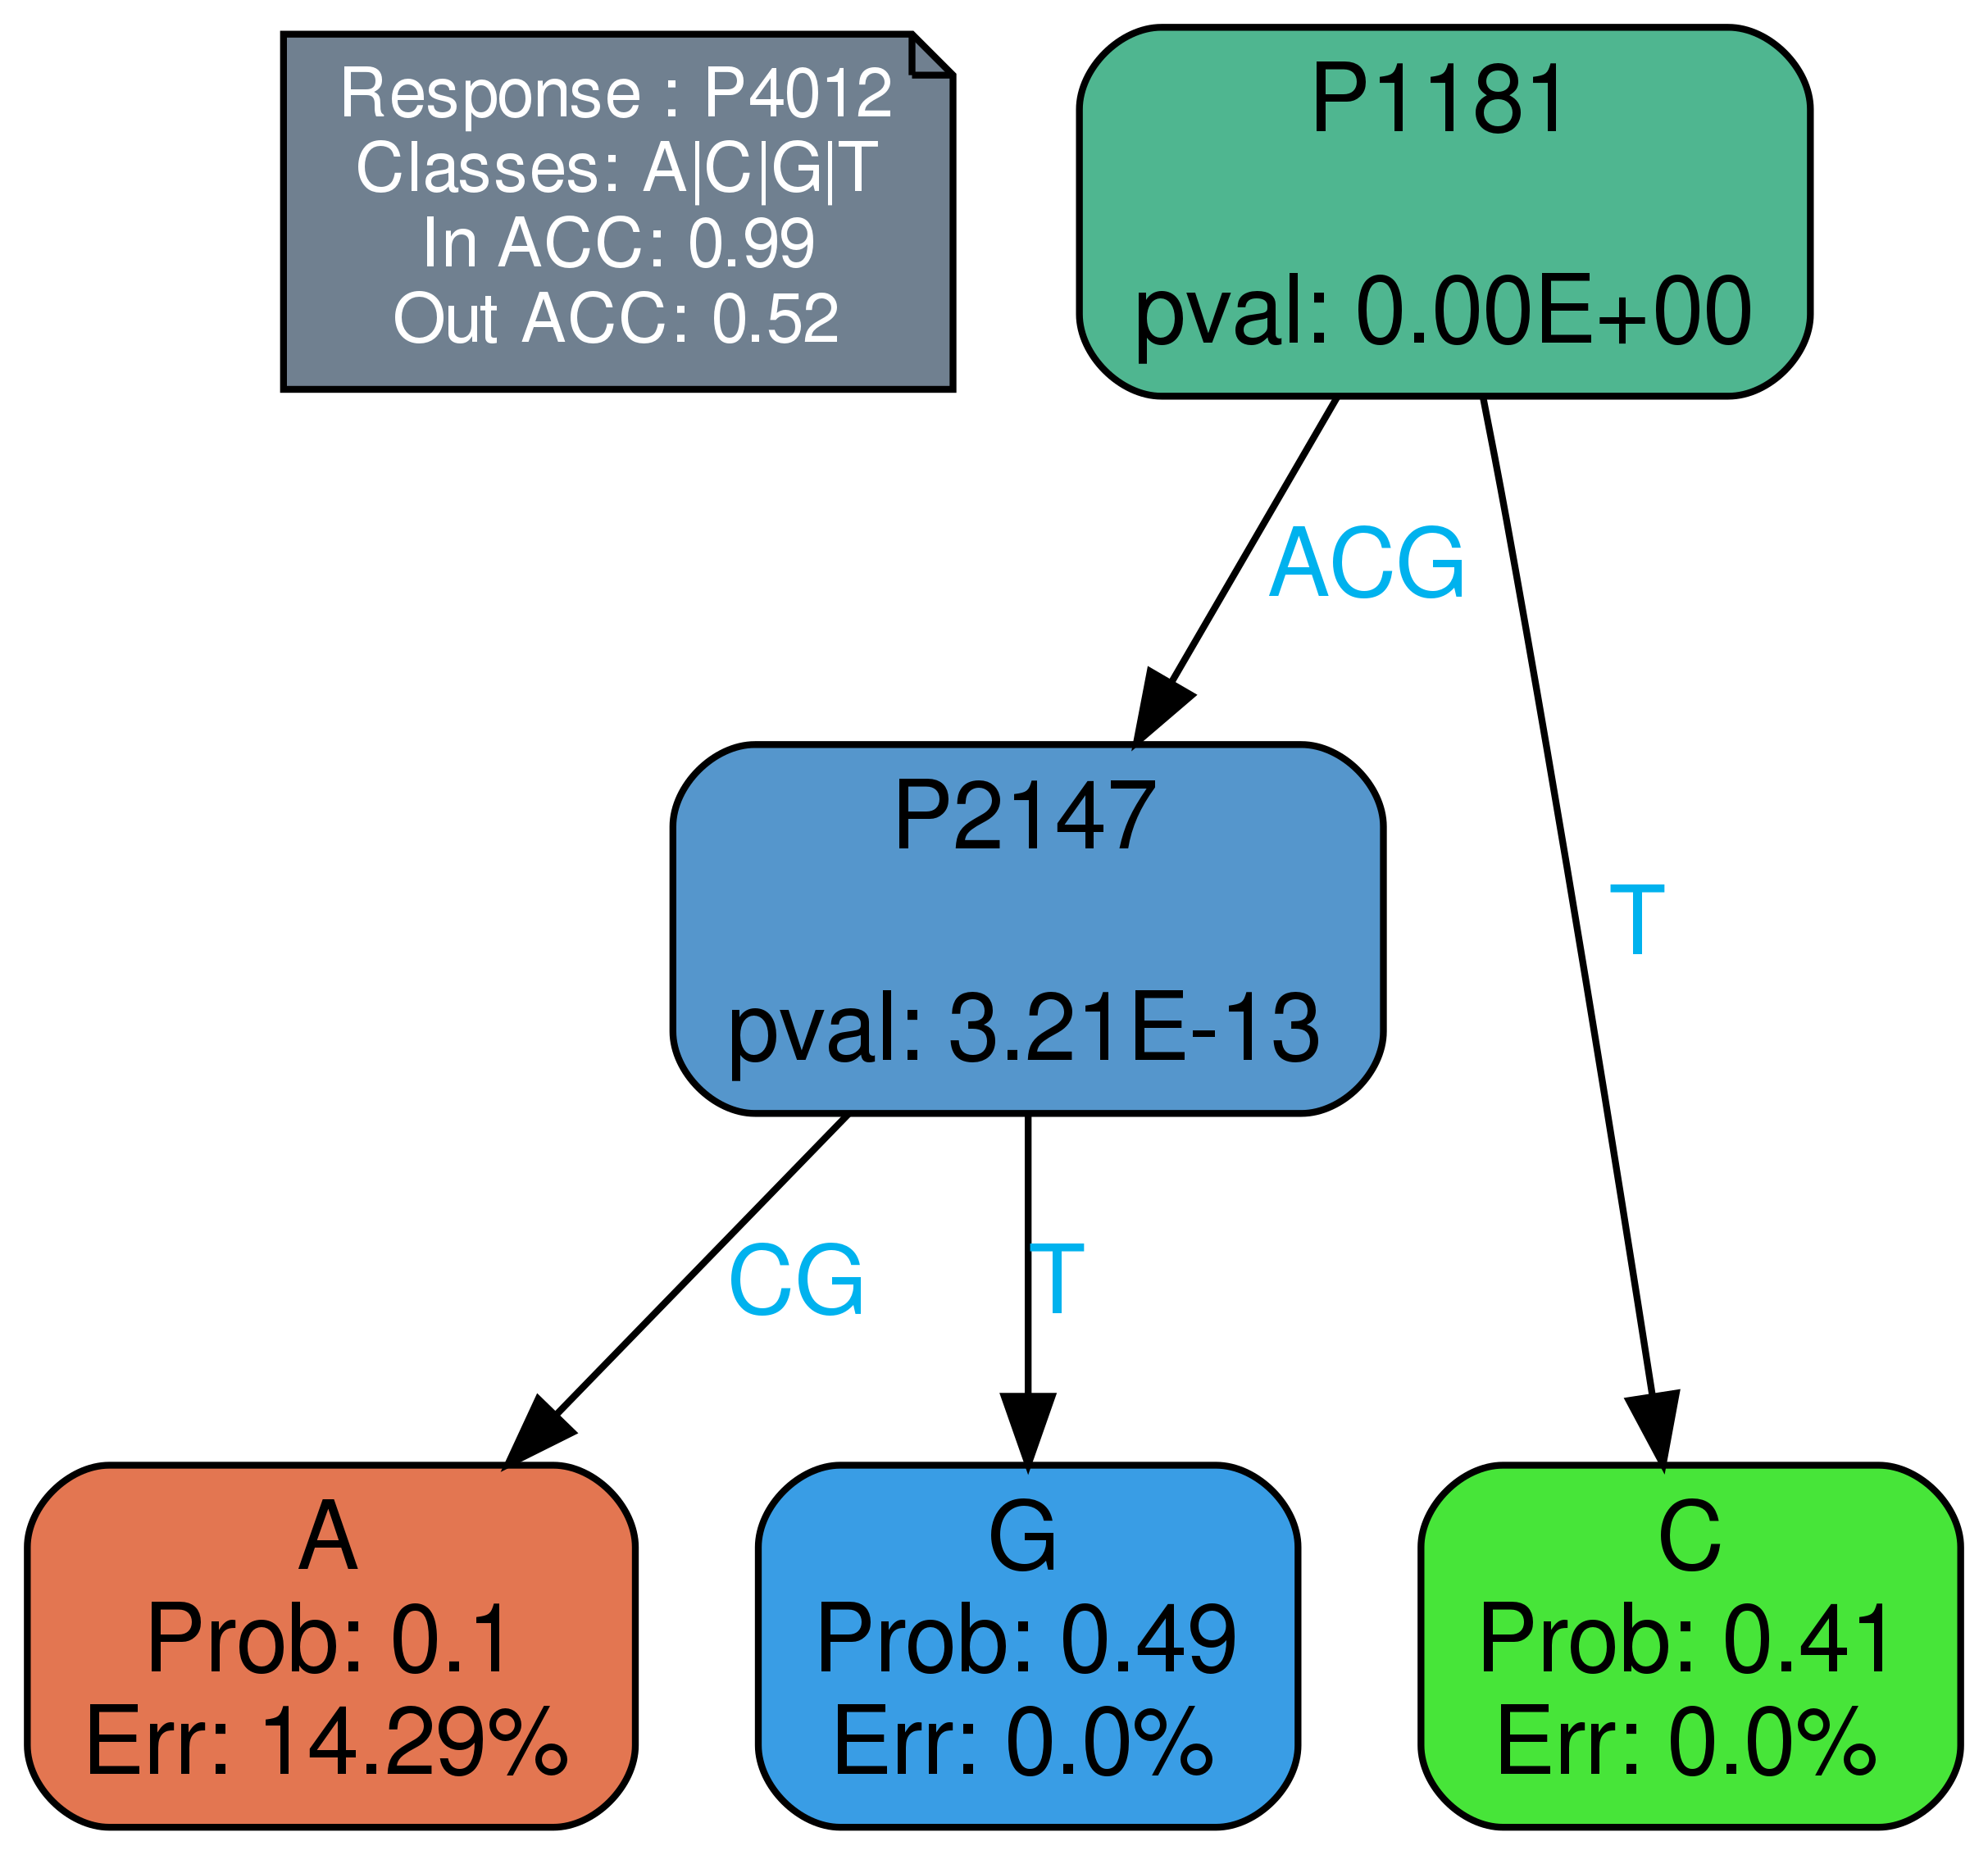 Response : P4012
Classes: A|C|G|T
In ACC: 0.99
Out ACC: 0.52
P1181
pval: 0.00E+00
ACG
T
P2147
pval: 3.21E-13
CG
T
A
Prob: 0.1
Err: 14.29%
G
Prob: 0.49
Err: 0.0%
C
Prob: 0.41
Err: 0.0%